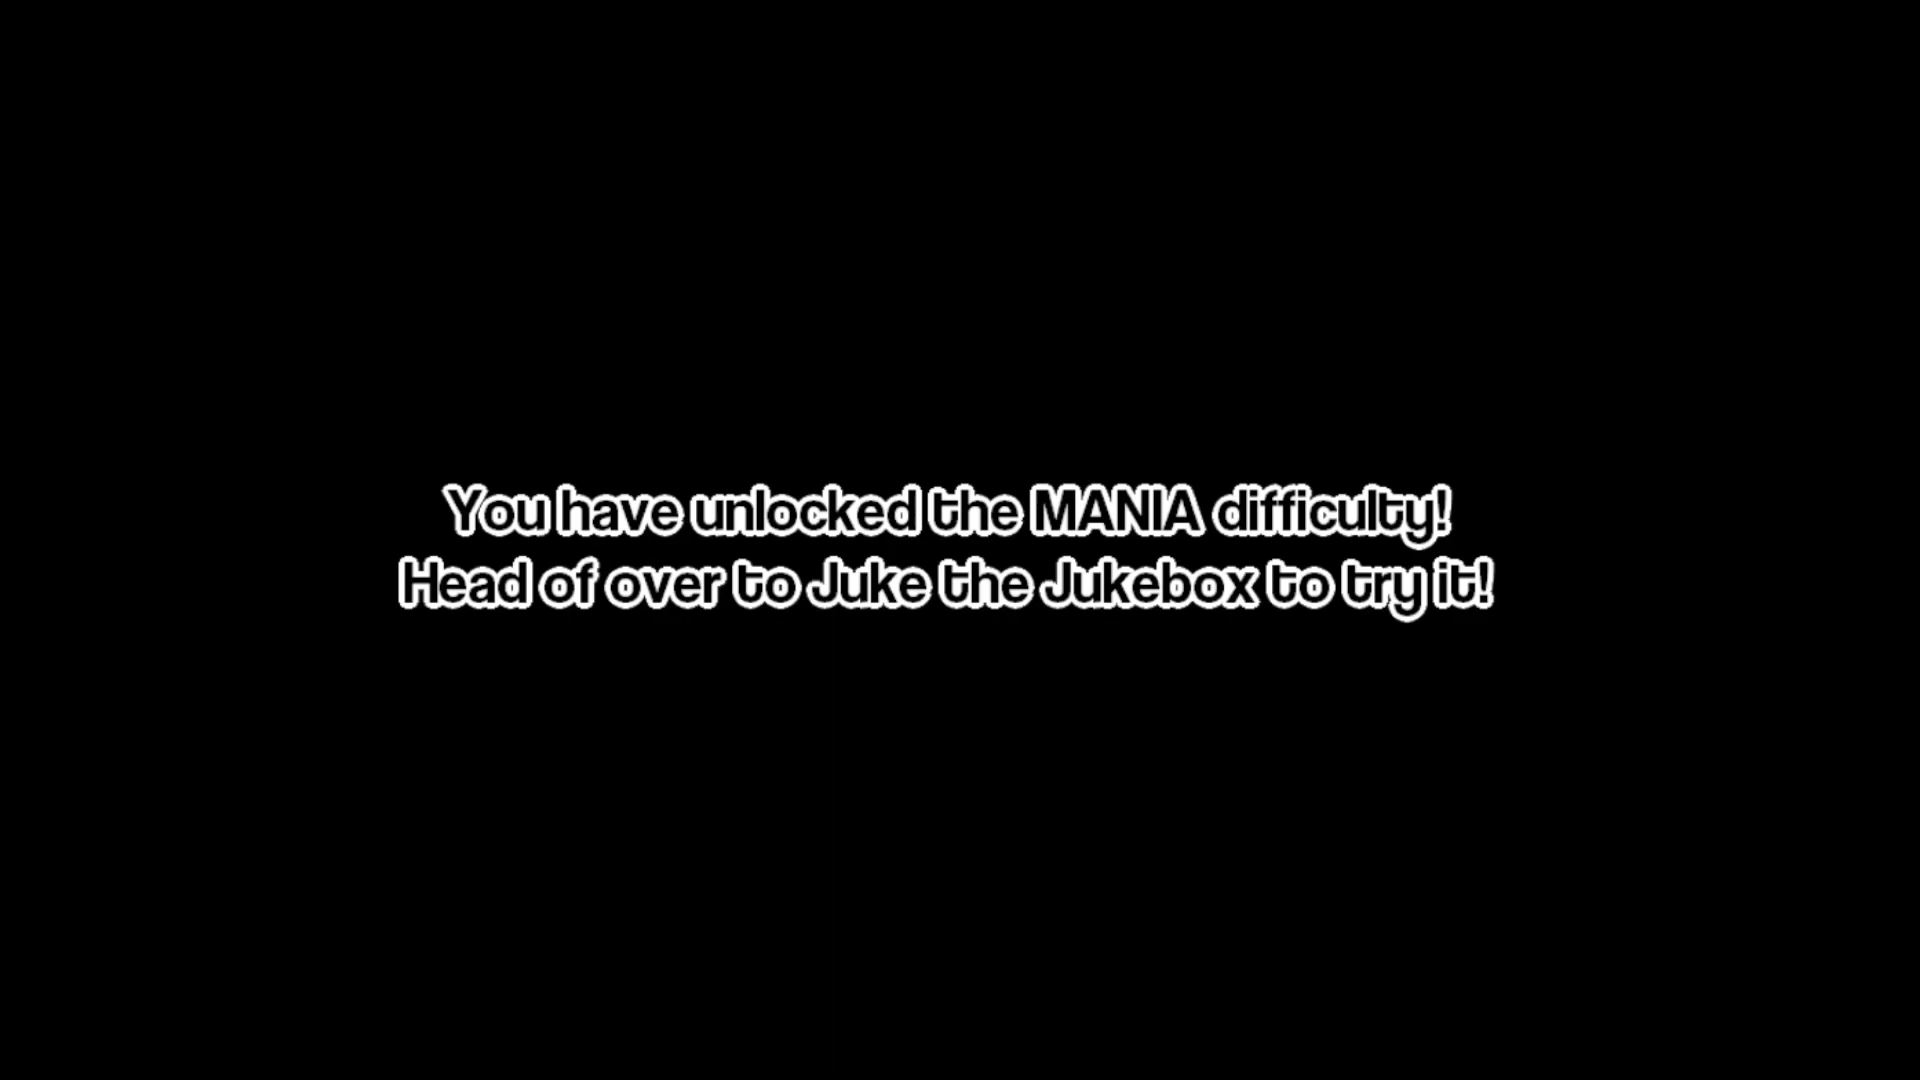 You have unlocked the MANIA difficulty!
Head of over to Juke the Jukebox to try it!